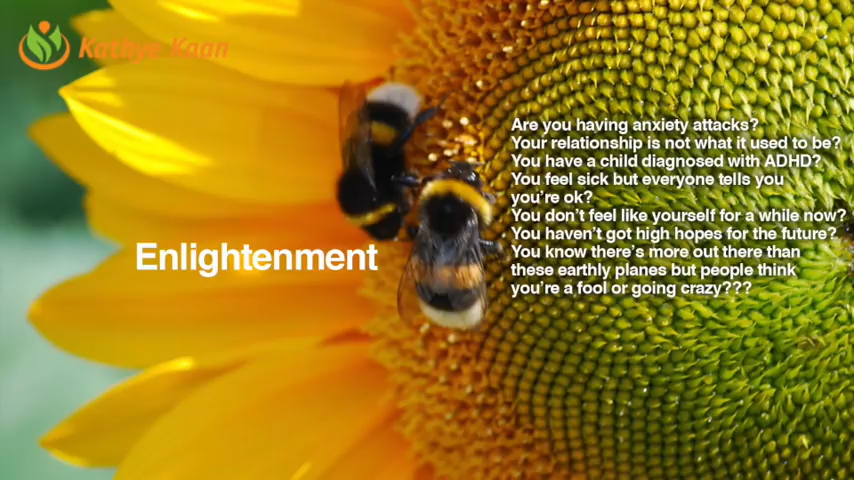 Kathye Kaan
Are you having anxiety attacks?
Your relationship is not what it used to be?
You have a child diagnosed with ADHD?
You feel sick but everyone tells you
you're ok?
You don't feel like yourself for a while now?
You haven't got high hopes for the future?
You know there's more out there than
these earthly planes but people think
you're a fool or going crazy???
Enlightenment